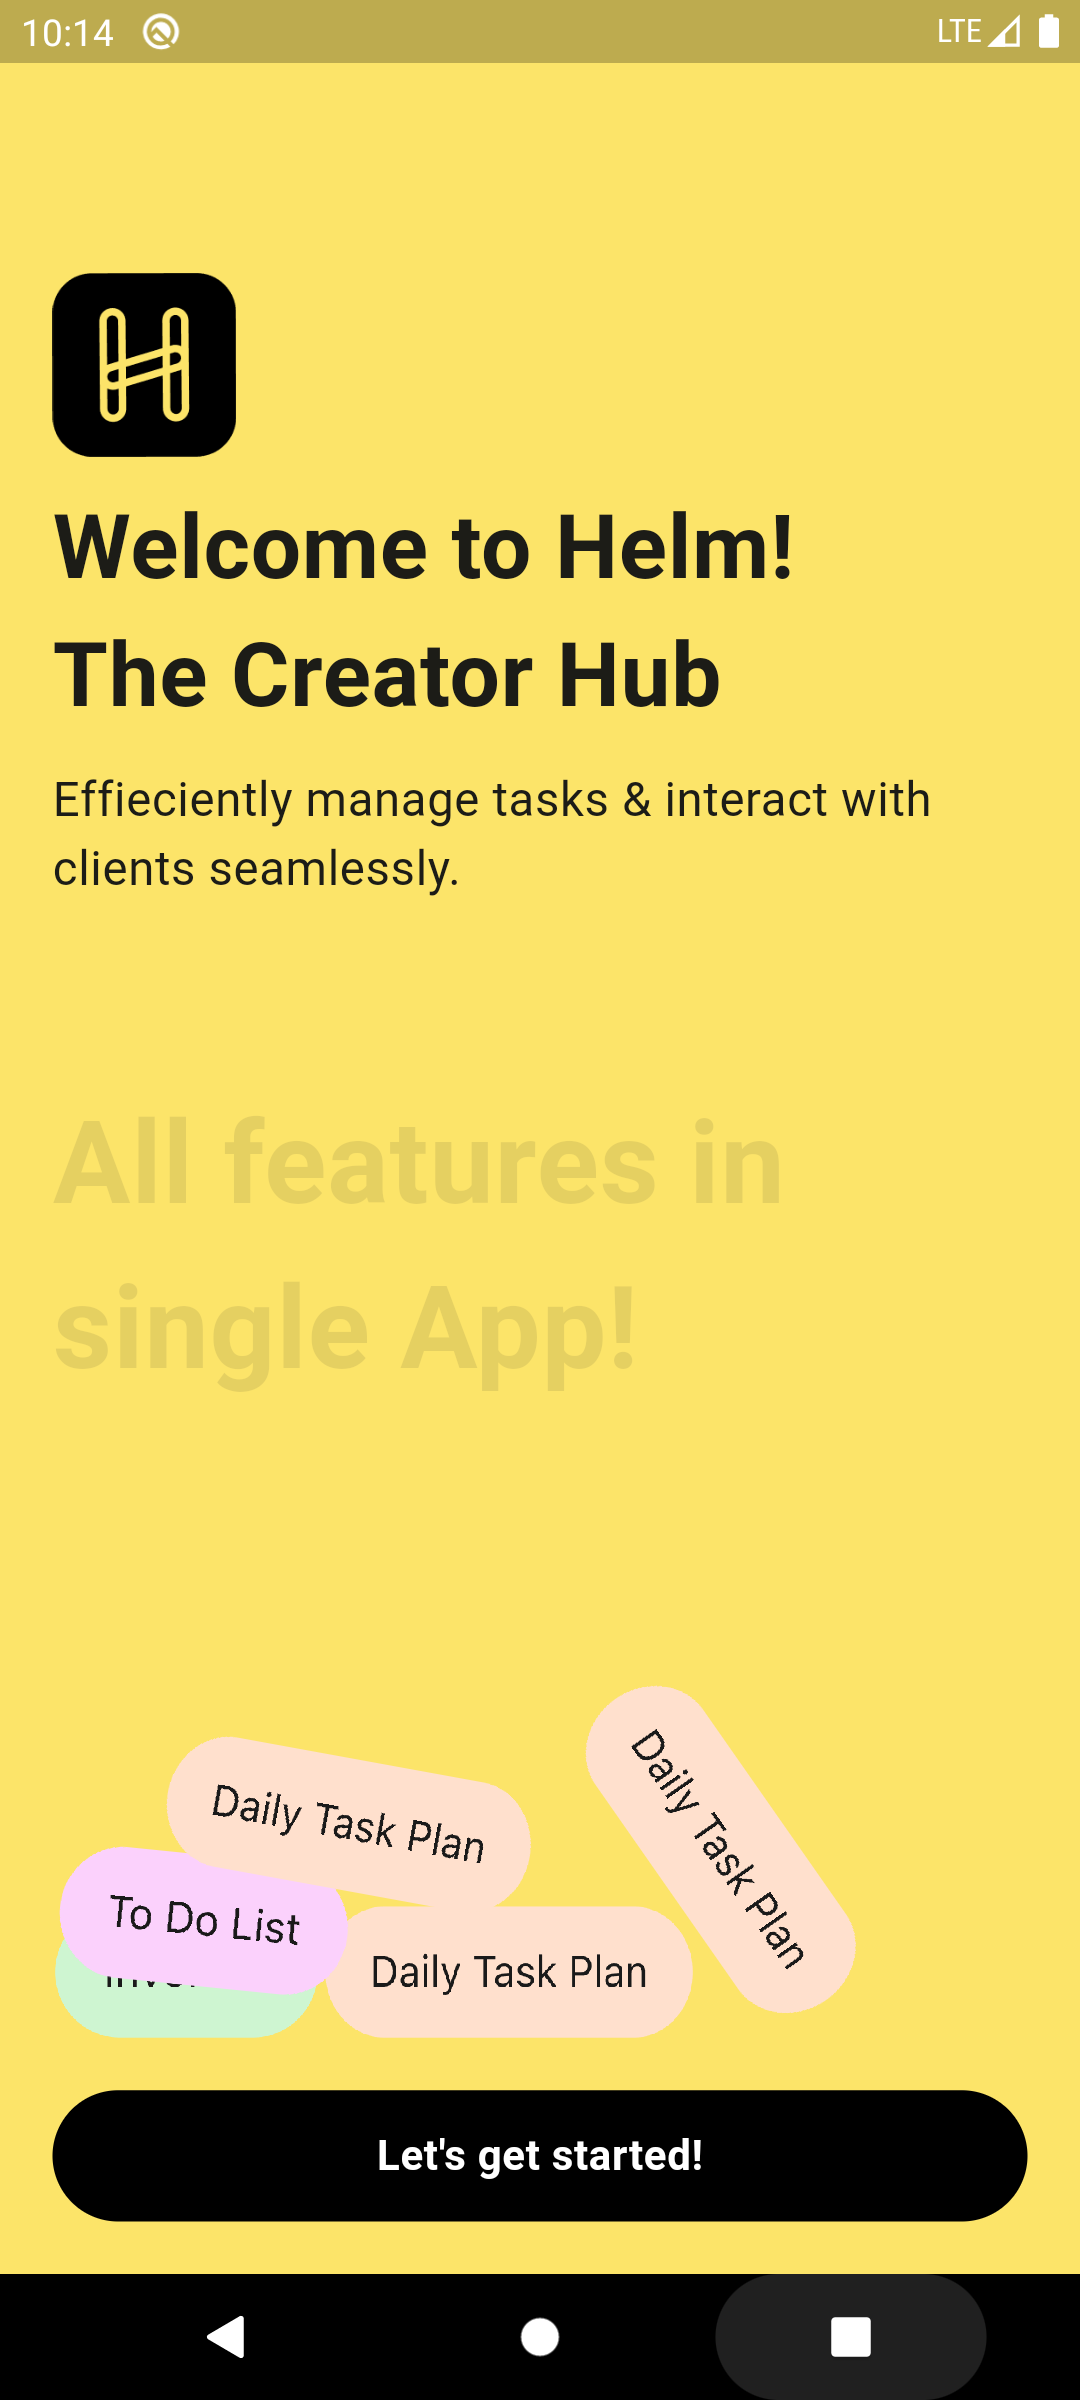 10:14
LTE
H
Welcome to Helm!
The Creator Hub
Effieciently manage tasks & interact with
clients seamlessly.
All features in
single App!
Daily Task Plan
Daily Task Plan
To Do List
Daily Task Plan
Let's get started!